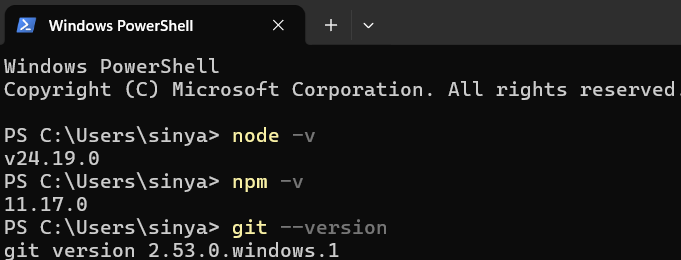 Windows PowerShell
Windows PowerShell
Copyright (C) Microsoft Corporation. All rights reserved.
PS C:\Users\sinya> node -v
v24.19.0
PS C:\Users\sinya> npm -v
11.17.0
PS C:\Users\sinya> git --version
git version 2.53.0.windows.1